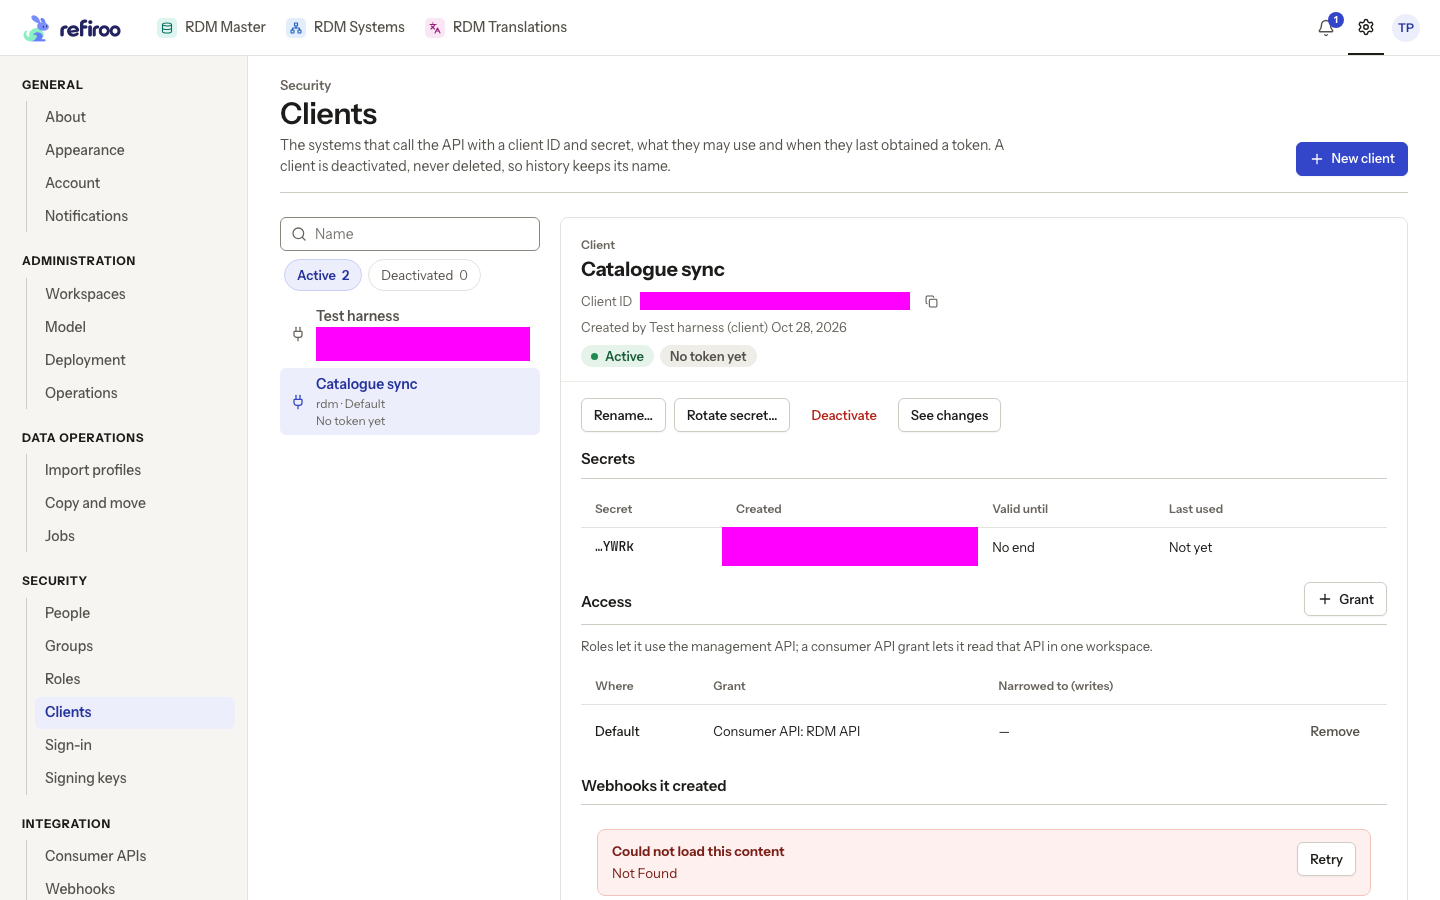 refiroo
RDM Master
RDM Systems
RDM Translations
1
TP
GENERAL
About
Appearance
Account
Notifications
ADMINISTRATION
Workspaces
Model
Deployment
Operations
DATA OPERATIONS
Import profiles
Copy and move
Jobs
SECURITY
People
Groups
Roles
Clients
Sign-in
Signing keys
INTEGRATION
Consumer APIs
Webhooks
Security
Clients
The systems that call the API with a client ID and secret, what they may use and when they last obtained a token. A
client is deactivated, never deleted, so history keeps its name.
New client
Name
Active 2
Deactivated 0
Test harness
Catalogue sync
rdm · Default
No token yet
Client
Catalogue sync
Client ID
Created by Test harness (client) Oct 28, 2026
Active
No token yet
Rename...
Rotate secret...
Deactivate
See changes
Secrets
Secret Created Valid until Last used
...YWRk No end Not yet
Access
Grant
Roles let it use the management API; a consumer API grant lets it read that API in one workspace.
Where Grant Narrowed to (writes)
Default Consumer API: RDM API — Remove
Webhooks it created
Could not load this content
Not Found
Retry